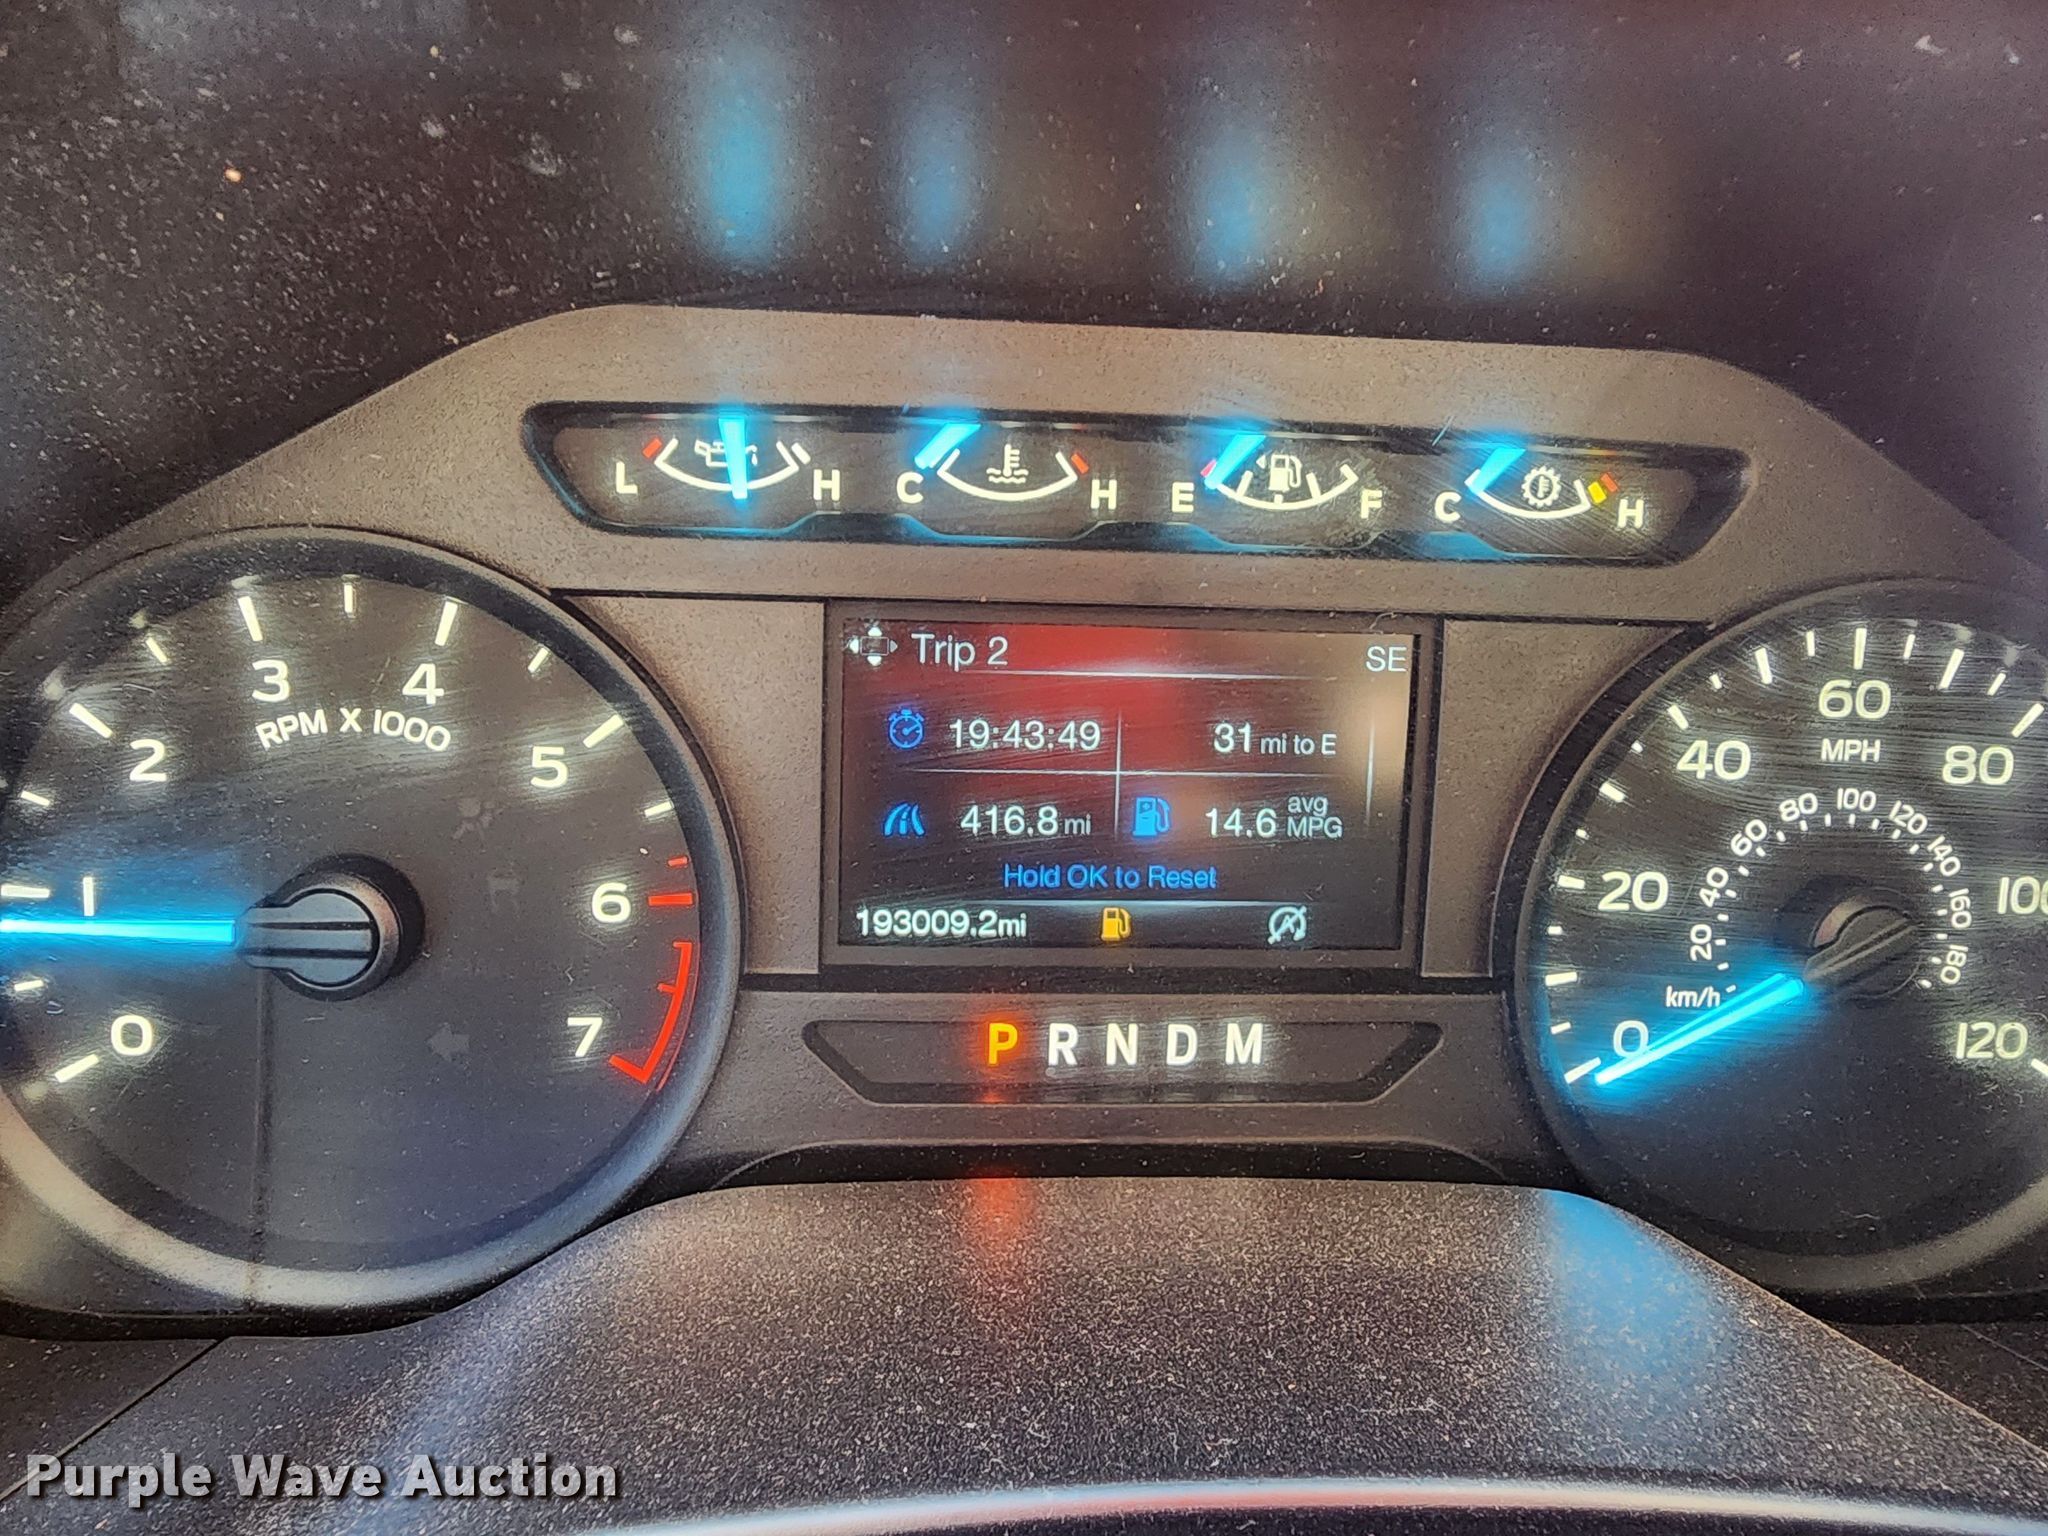 L H C H E F C H
Trip 2 SE
19:43:49 31 mi to E
416.8 mi 14.6 avg MPG
Hold OK to Reset
193009.2mi
P R N D M
0 1 2 3 4 5 6 7
RPM X 1000
0 20 40 60 80 100 120
MPH
20 40 60 80 100 120 140 160 180
km/h
Purple Wave Auction